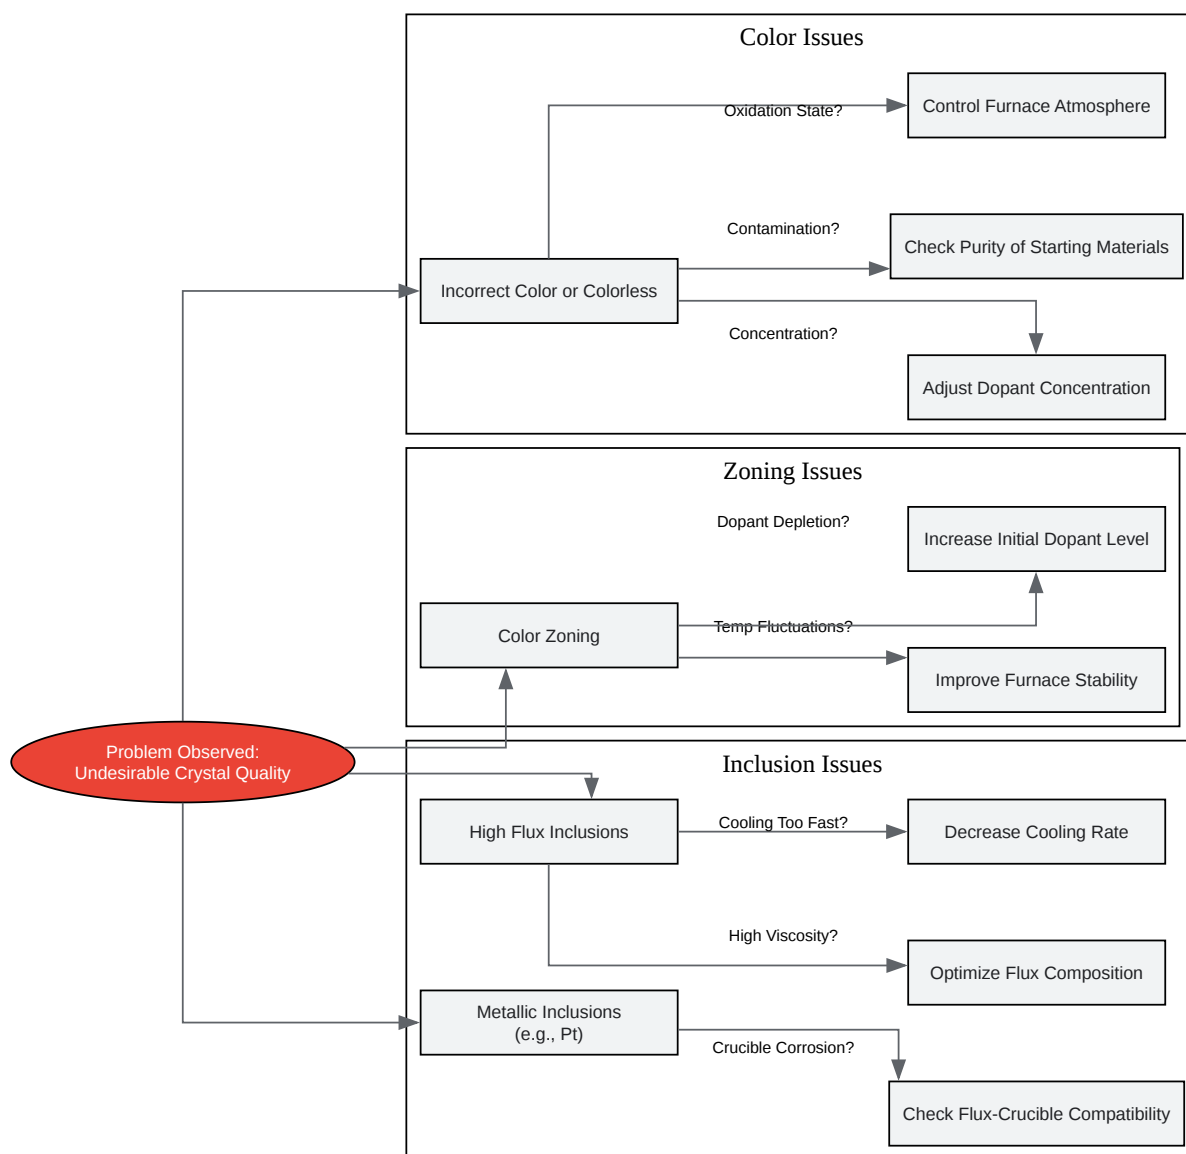 Color Issues
Oxidation State?
Control Furnace Atmosphere
Contamination?
Check Purity of Starting Materials
Incorrect Color or Colorless
Concentration?
Adjust Dopant Concentration
Zoning Issues
Dopant Depletion?
Increase Initial Dopant Level
Color Zoning
Temp Fluctuations?
Improve Furnace Stability
Problem Observed:
Undesirable Crystal Quality
Inclusion Issues
High Flux Inclusions
Cooling Too Fast?
Decrease Cooling Rate
High Viscosity?
Optimize Flux Composition
Metallic Inclusions
(e.g., Pt)
Crucible Corrosion?
Check Flux-Crucible Compatibility